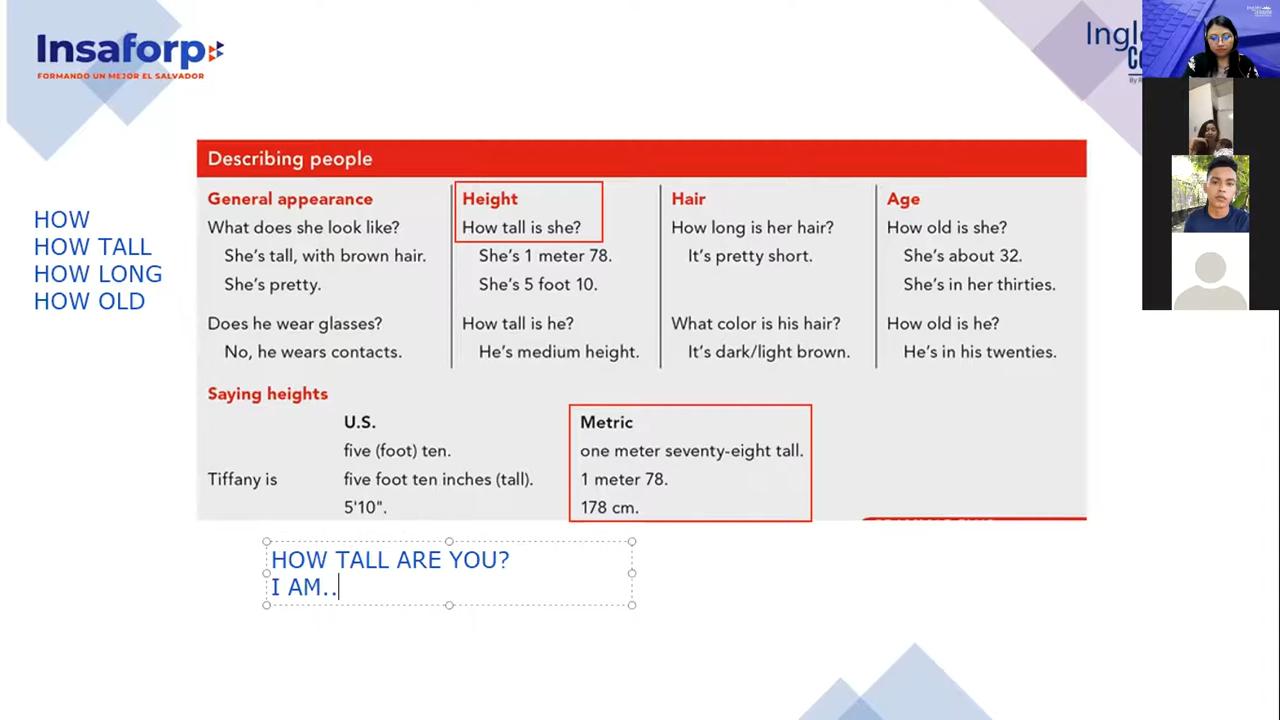 Insaforp
FORMANDO UN MEJOR EL SALVADOR
Ingl
HOW
HOW TALL
HOW LONG
HOW OLD
Describing people
General appearance
What does she look like?
She's tall, with brown hair.
She's pretty.
Does he wear glasses?
No, he wears contacts.
Height
How tall is she?
She's 1 meter 78.
She's 5 foot 10.
How tall is he?
He's medium height.
Hair
How long is her hair?
It's pretty short.
What color is his hair?
It's dark/light brown.
Age
How old is she?
She's about 32.
She's in her thirties.
How old is he?
He's in his twenties.
Saying heights
U.S.
five (foot) ten.
Tiffany is five foot ten inches (tall).
5'10".
Metric
one meter seventy-eight tall.
1 meter 78.
178 cm.
HOW TALL ARE YOU?
I AM..